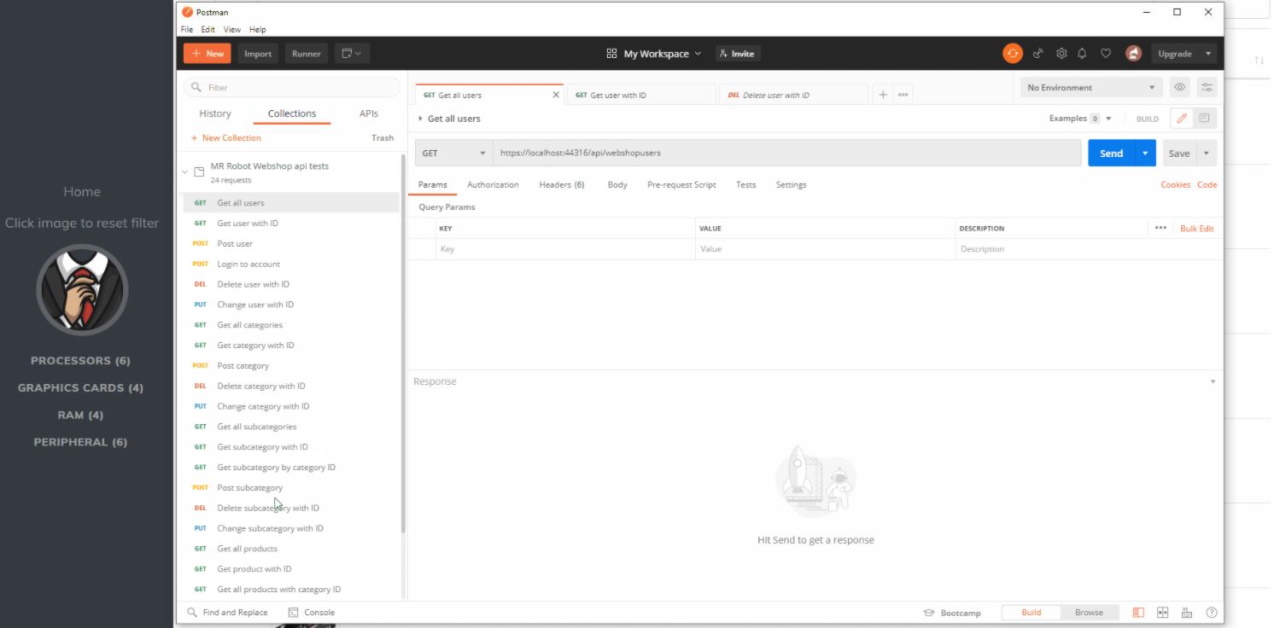 Postman
File Edit View Help
+ New Import Runner My Workspace Invite Upgrade
Filter
History Collections APIs
+ New Collection Trash
MR Robot Webshop api tests
24 requests
GET Get all users
GET Get user with ID
POST Post user
POST Login to account
DEL Delete user with ID
PUT Change user with ID
GET Get all categories
GET Get category with ID
POST Post category
DEL Delete category with ID
PUT Change category with ID
GET Get all subcategories
GET Get subcategory with ID
GET Get subcategory by category ID
POST Post subcategory
DEL Delete subcategory with ID
PUT Change subcategory with ID
GET Get all products
GET Get product with ID
GET Get all products with category ID
Find and Replace Console
Home
Click image to reset filter
PROCESSORS (6)
GRAPHICS CARDS (4)
RAM (4)
PERIPHERAL (6)
GET Get all users GET Get user with ID DEL Delete user with ID No Environment
Get all users Examples 0 BUILD
GET https://localhost:44316/api/webshopusers Send Save
Params Authorization Headers (6) Body Pre-request Script Tests Settings Cookies Code
Query Params
KEY VALUE DESCRIPTION Bulk Edit
Key Value Description
Response
Hit Send to get a response
Bootcamp Build Browse